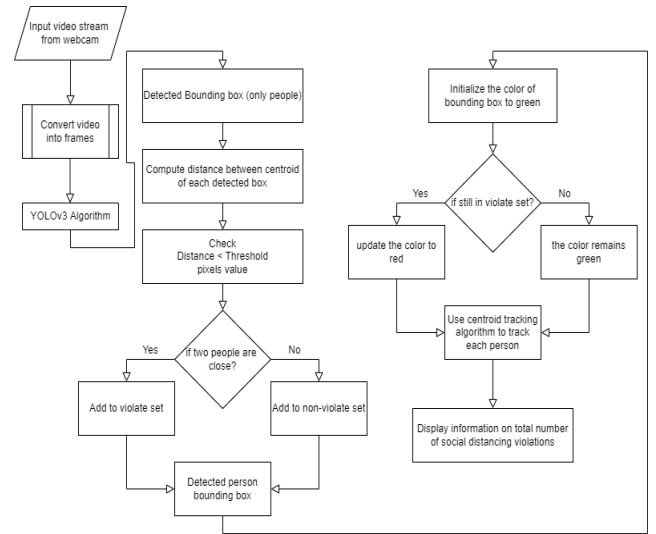 Input video stream
from webcam
Convert video
into frames
YOLOv3 Algorithm
Detected Bounding box (only people)
Compute distance between centroid
of each detected box
Check
Distance < Threshold
pixels value
if two people are
close?
Yes
No
Add to violate set
Add to non-violate set
Detected person
bounding box
Initialize the color of
bounding box to green
if still in violate set?
Yes
No
update the color to
red
the color remains
green
Use centroid tracking
algorithm to track
each person
Display information on total number
of social distancing violations